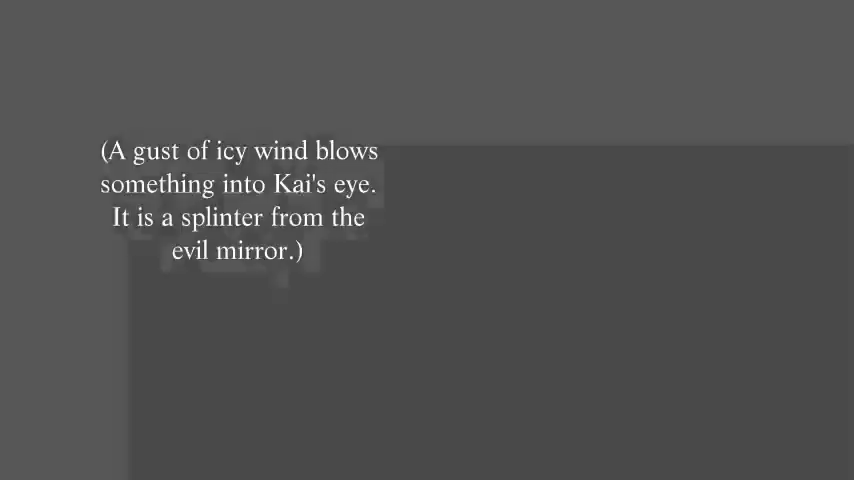 (A gust of icy wind blows
something into Kai's eye.
It is a splinter from the
evil mirror.)